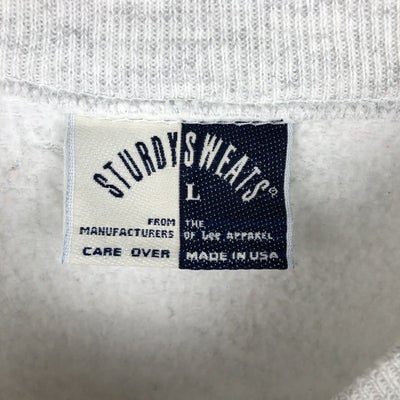 STURDY SWEATS®
L
FROM THE
MANUFACTURERS OF Lee APPAREL
CARE OVER MADE IN USA